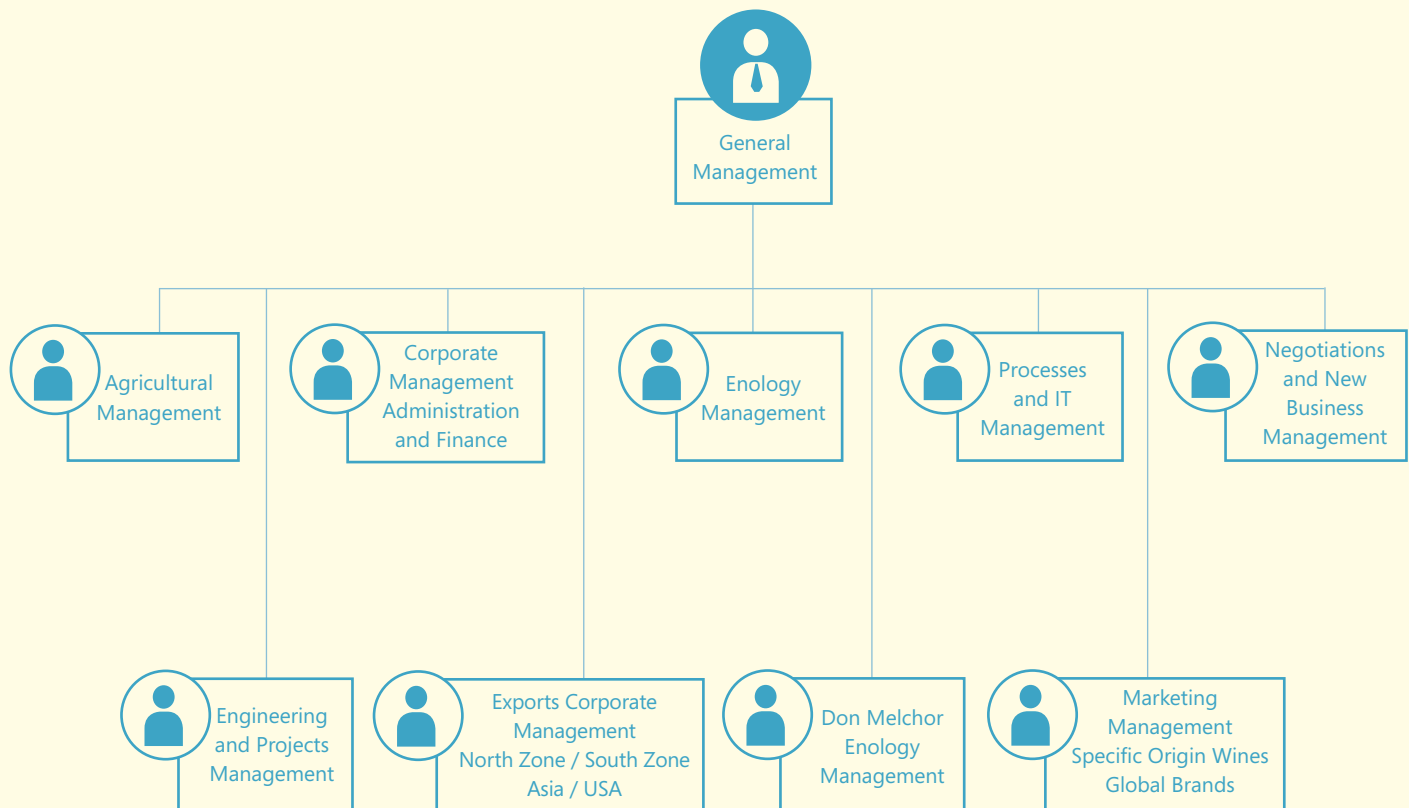 General
Management
Agricultural
Management
Corporate
Management
Administration
and Finance
Enology
Management
Processes
and IT
Management
Negotiations
and New
Business
Management
Engineering
and Projects
Management
Exports Corporate
Management
North Zone / South Zone
Asia / USA
Don Melchor
Enology
Management
Marketing
Management
Specific Origin Wines
Global Brands